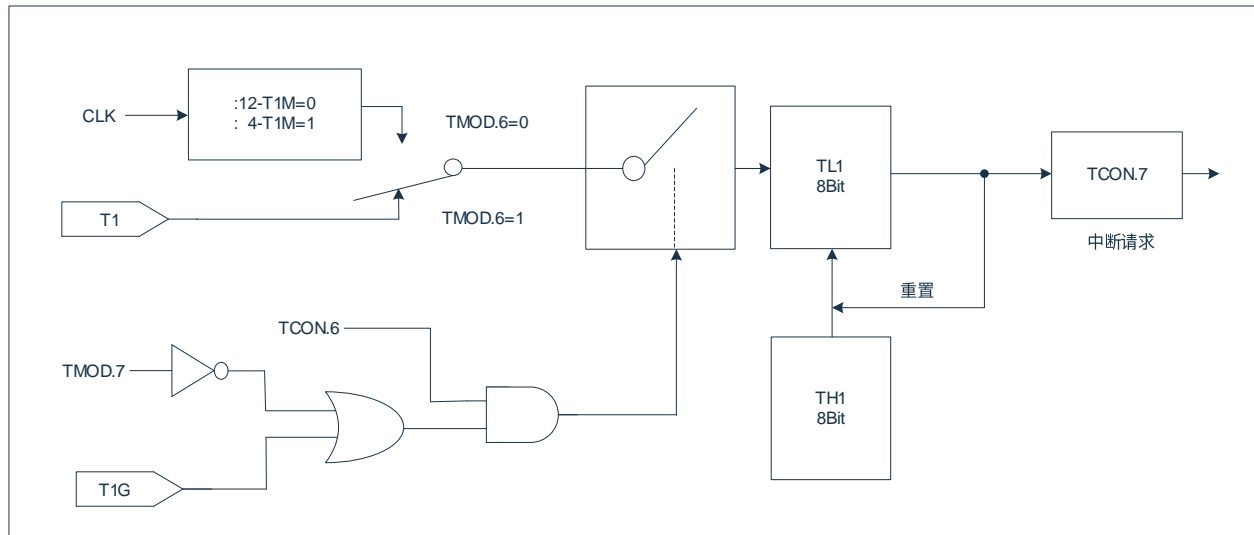 :12-T1M=0
: 4-T1M=1
CLK
TMOD.6=0
T1
TMOD.6=1
TL1
8Bit
TCON.7
中断请求
重置
TCON.6
TMOD.7
TH1
8Bit
T1G